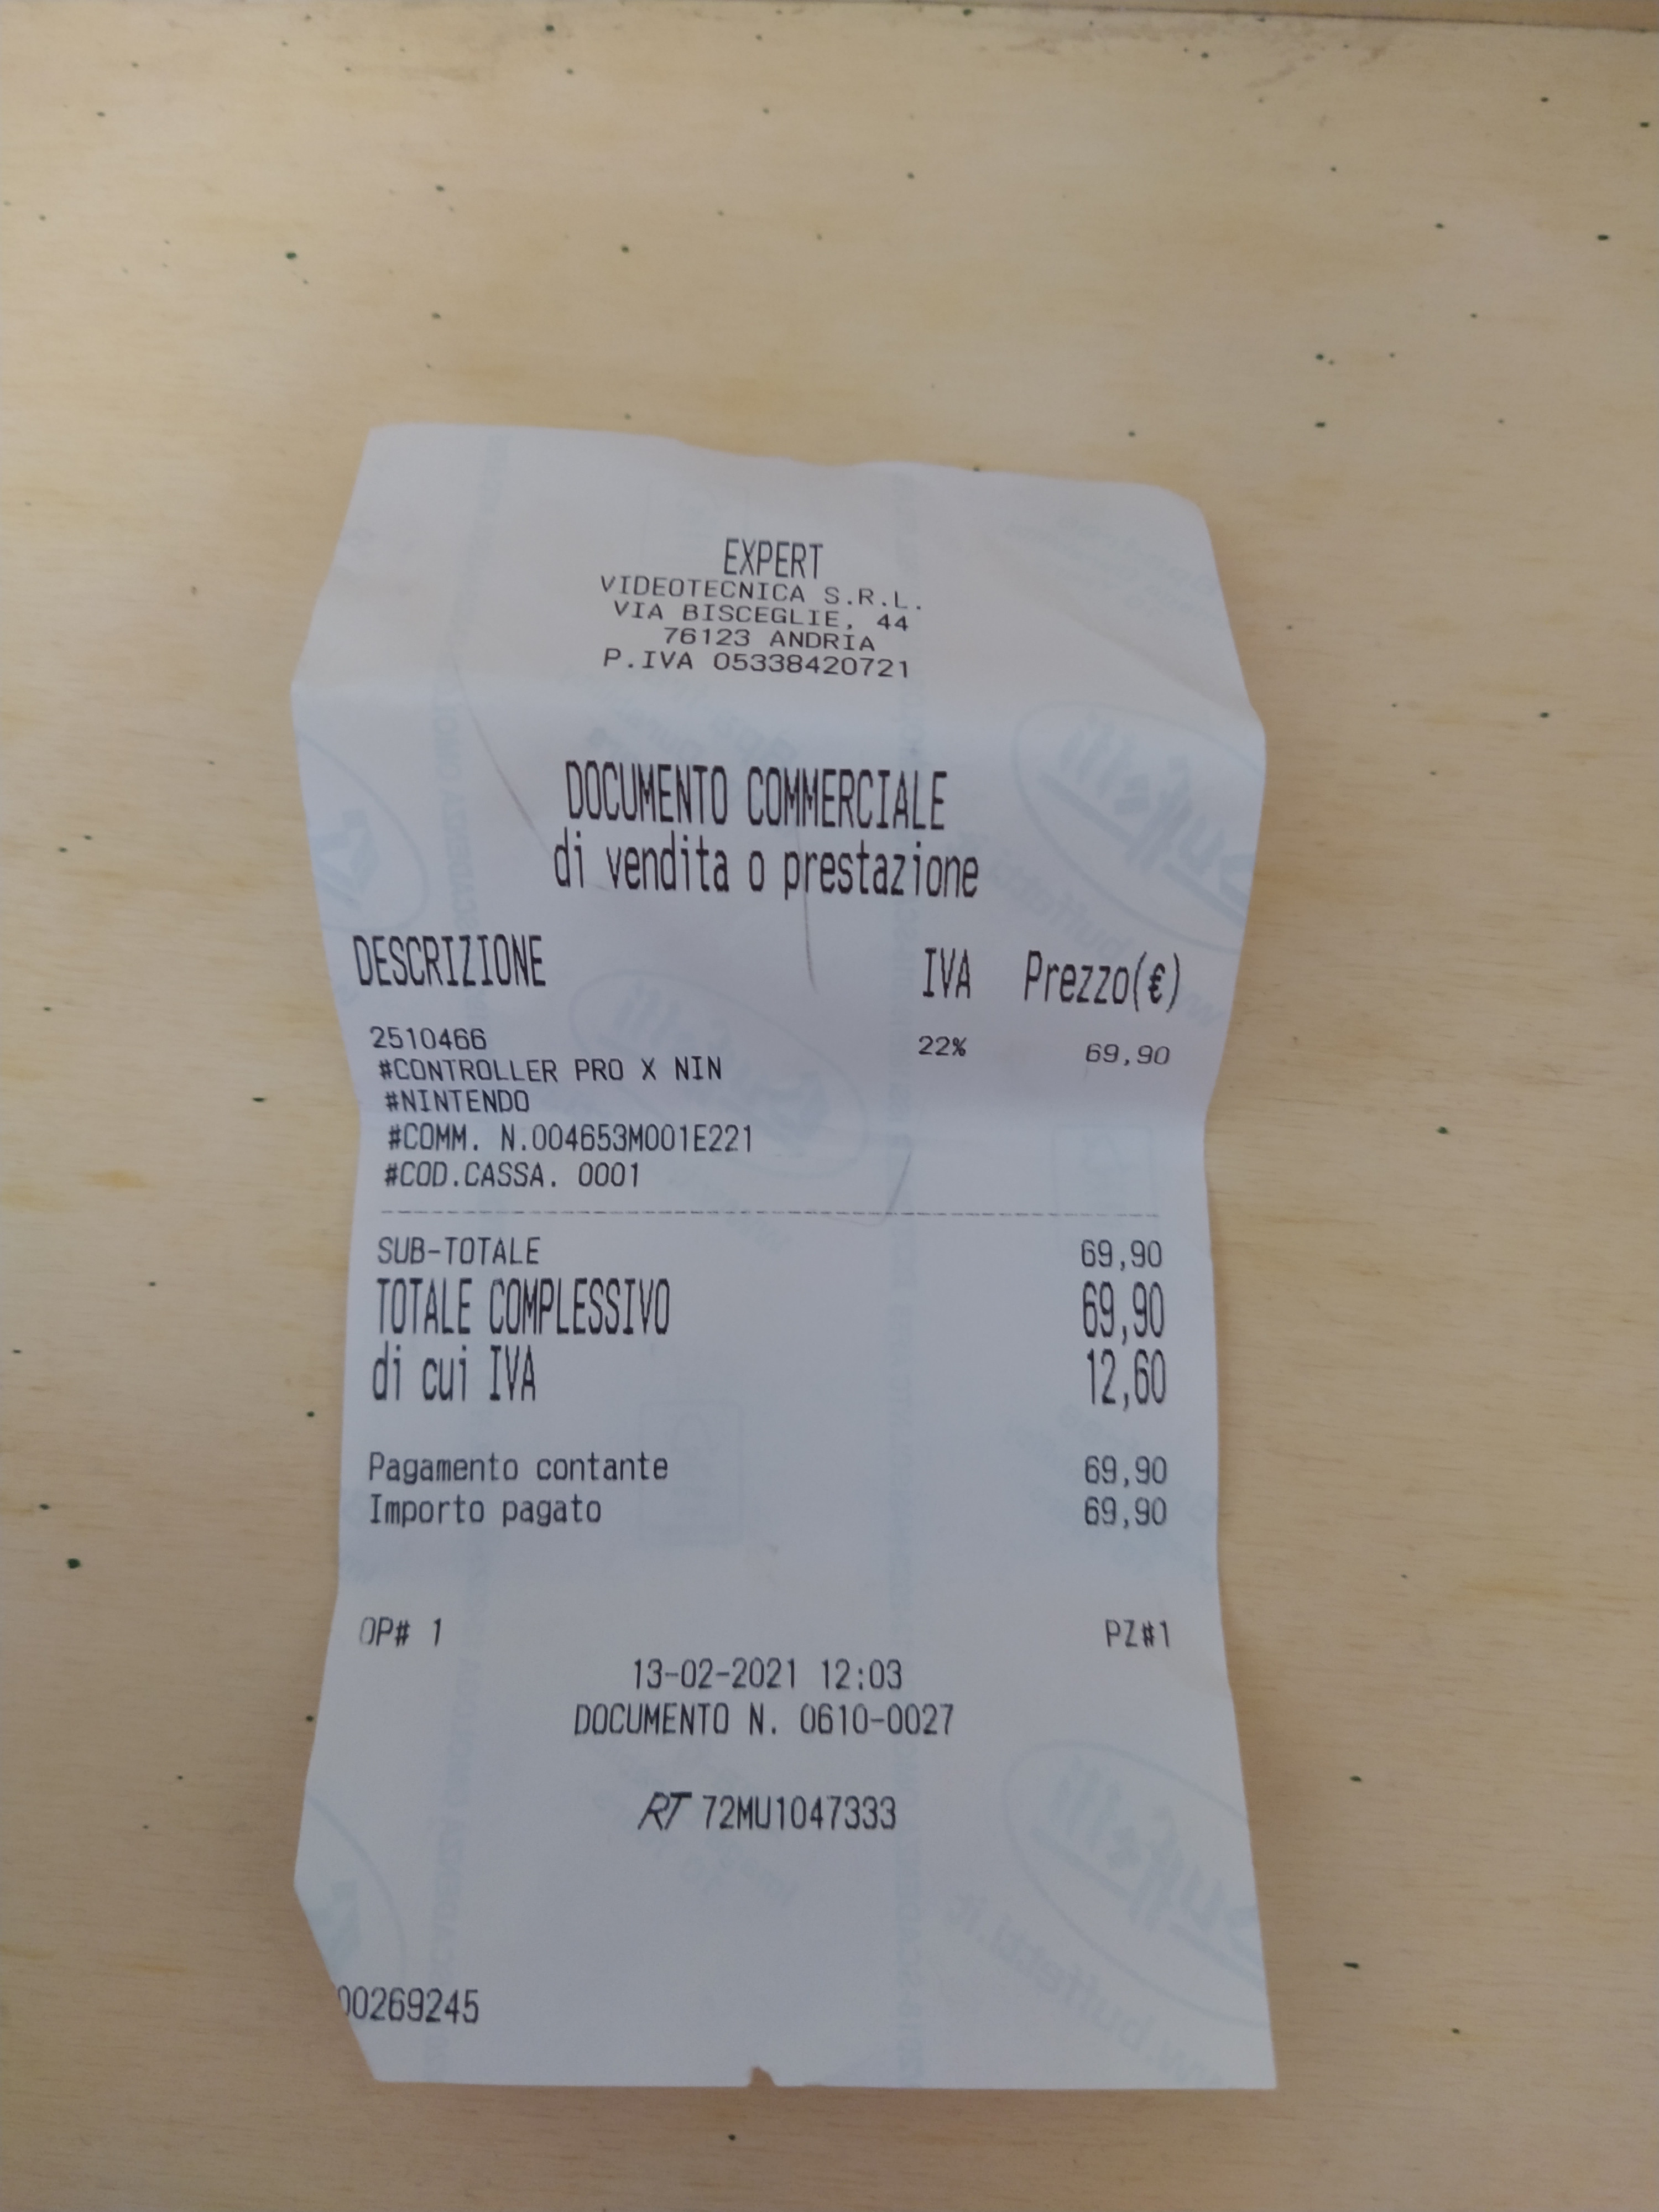 EXPERT
VIDEOTECNICA S.R.L.
VIA BISCEGLIE, 44
76123 ANDRIA
P.IVA 05338420721
DOCUMENTO COMMERCIALE
di vendita o prestazione
DESCRIZIONE IVA Prezzo(€)
2510466 22% 69,90
#CONTROLLER PRO X NIN
#NINTENDO
#COMM. N.004653M001E221
#COD.CASSA. 0001
SUB-TOTALE 69,90
TOTALE COMPLESSIVO 69,90
di cui IVA 12,60
Pagamento contante 69,90
Importo pagato 69,90
OP# 1 PZ#1
13-02-2021 12:03
DOCUMENTO N. 0610-0027
RT 72MU1047333
00269245